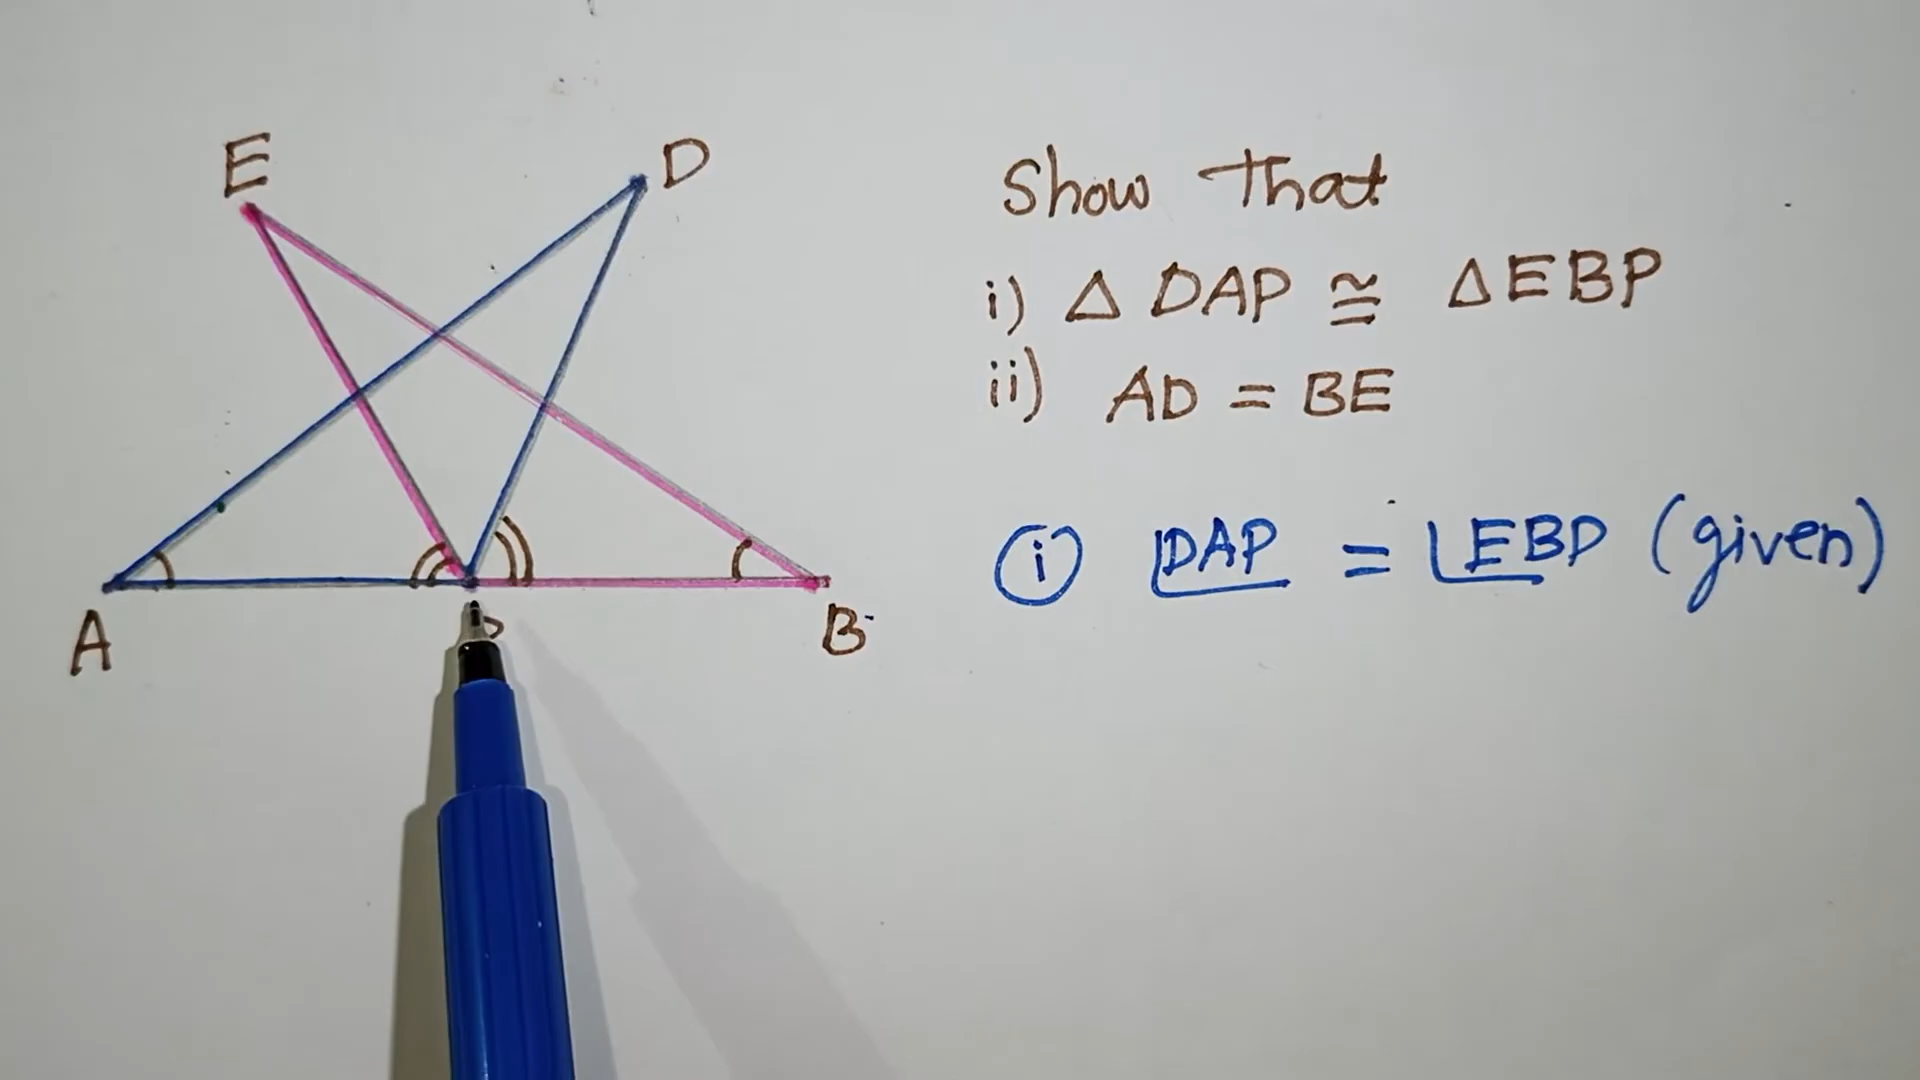 E
D
A
B
Show That
i) △ DAP ≅ △EBP
ii) AD = BE
ⓘ ∠DAP = ∠EBP (given)